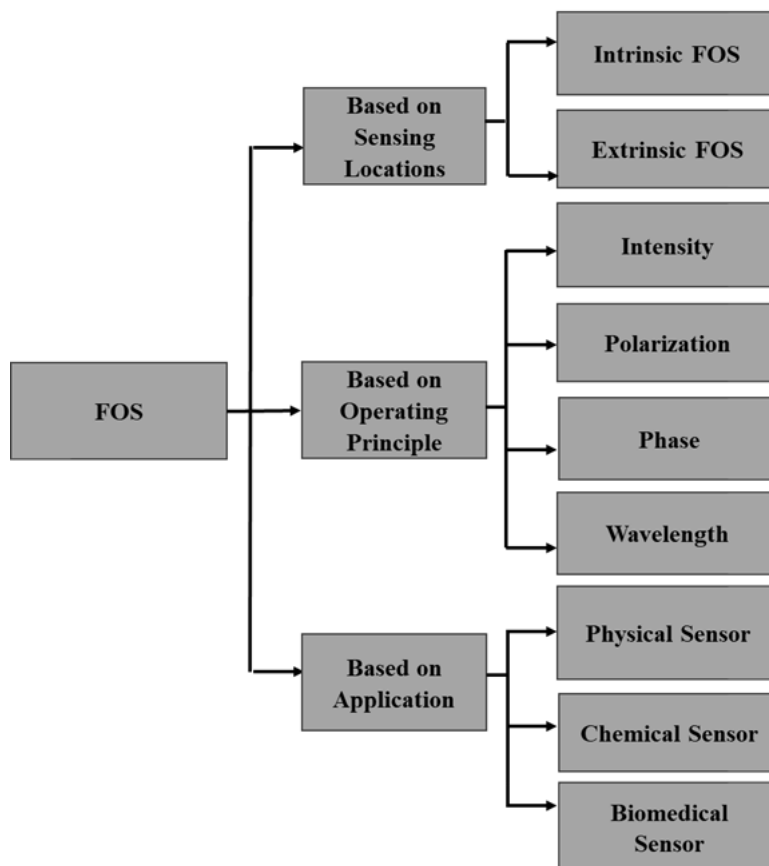 FOS
Based on
Sensing
Locations
Intrinsic FOS
Extrinsic FOS
Based on
Operating
Principle
Intensity
Polarization
Phase
Wavelength
Based on
Application
Physical Sensor
Chemical Sensor
Biomedical
Sensor